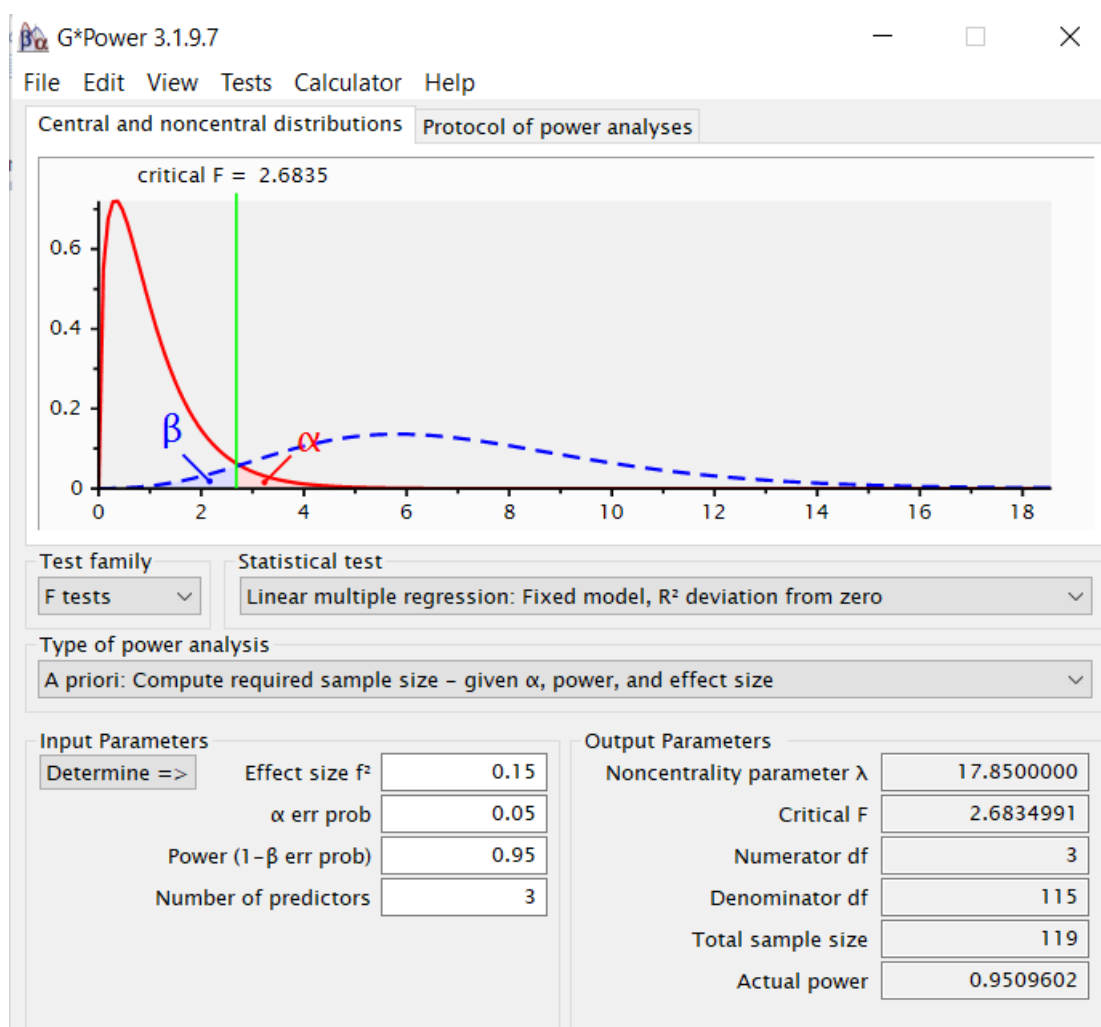 G*Power 3.1.9.7
File Edit View Tests Calculator Help
Central and noncentral distributions Protocol of power analyses
critical F = 2.6835
0.6
0.4
0.2
0
β
α
0 2 4 6 8 10 12 14 16 18
Test family Statistical test
F tests Linear multiple regression: Fixed model, R² deviation from zero
Type of power analysis
A priori: Compute required sample size – given α, power, and effect size
Input Parameters Output Parameters
Determine => Effect size f² 0.15 Noncentrality parameter λ 17.8500000
α err prob 0.05 Critical F 2.6834991
Power (1-β err prob) 0.95 Numerator df 3
Number of predictors 3 Denominator df 115
Total sample size 119
Actual power 0.9509602